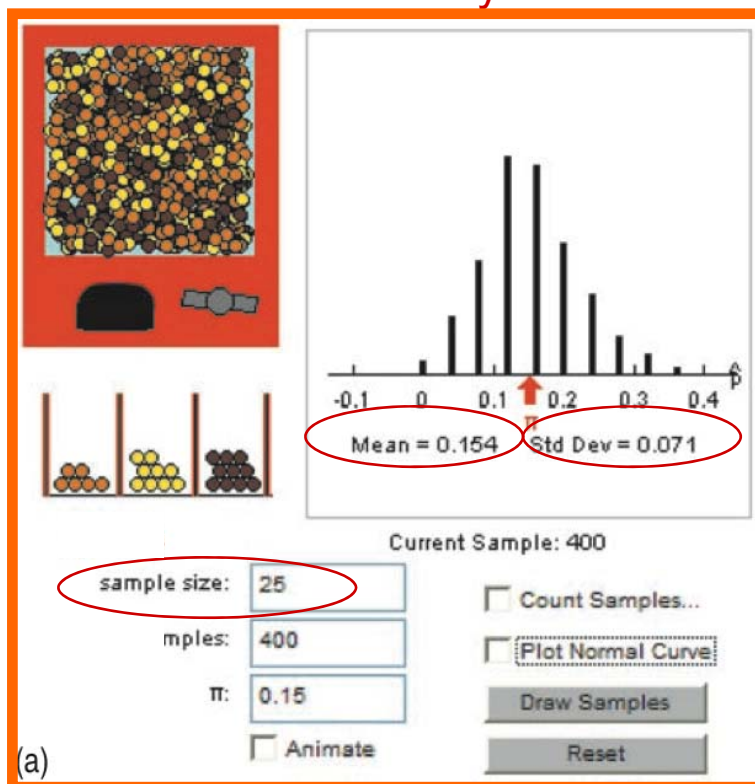 -0.1 0 0.1 0.2 0.3 0.4
p̂
π
Mean = 0.154 Std Dev = 0.071
Current Sample: 400
sample size: 25
Count Samples...
mples: 400
Plot Normal Curve
π: 0.15
Draw Samples
Animate
Reset
(a)